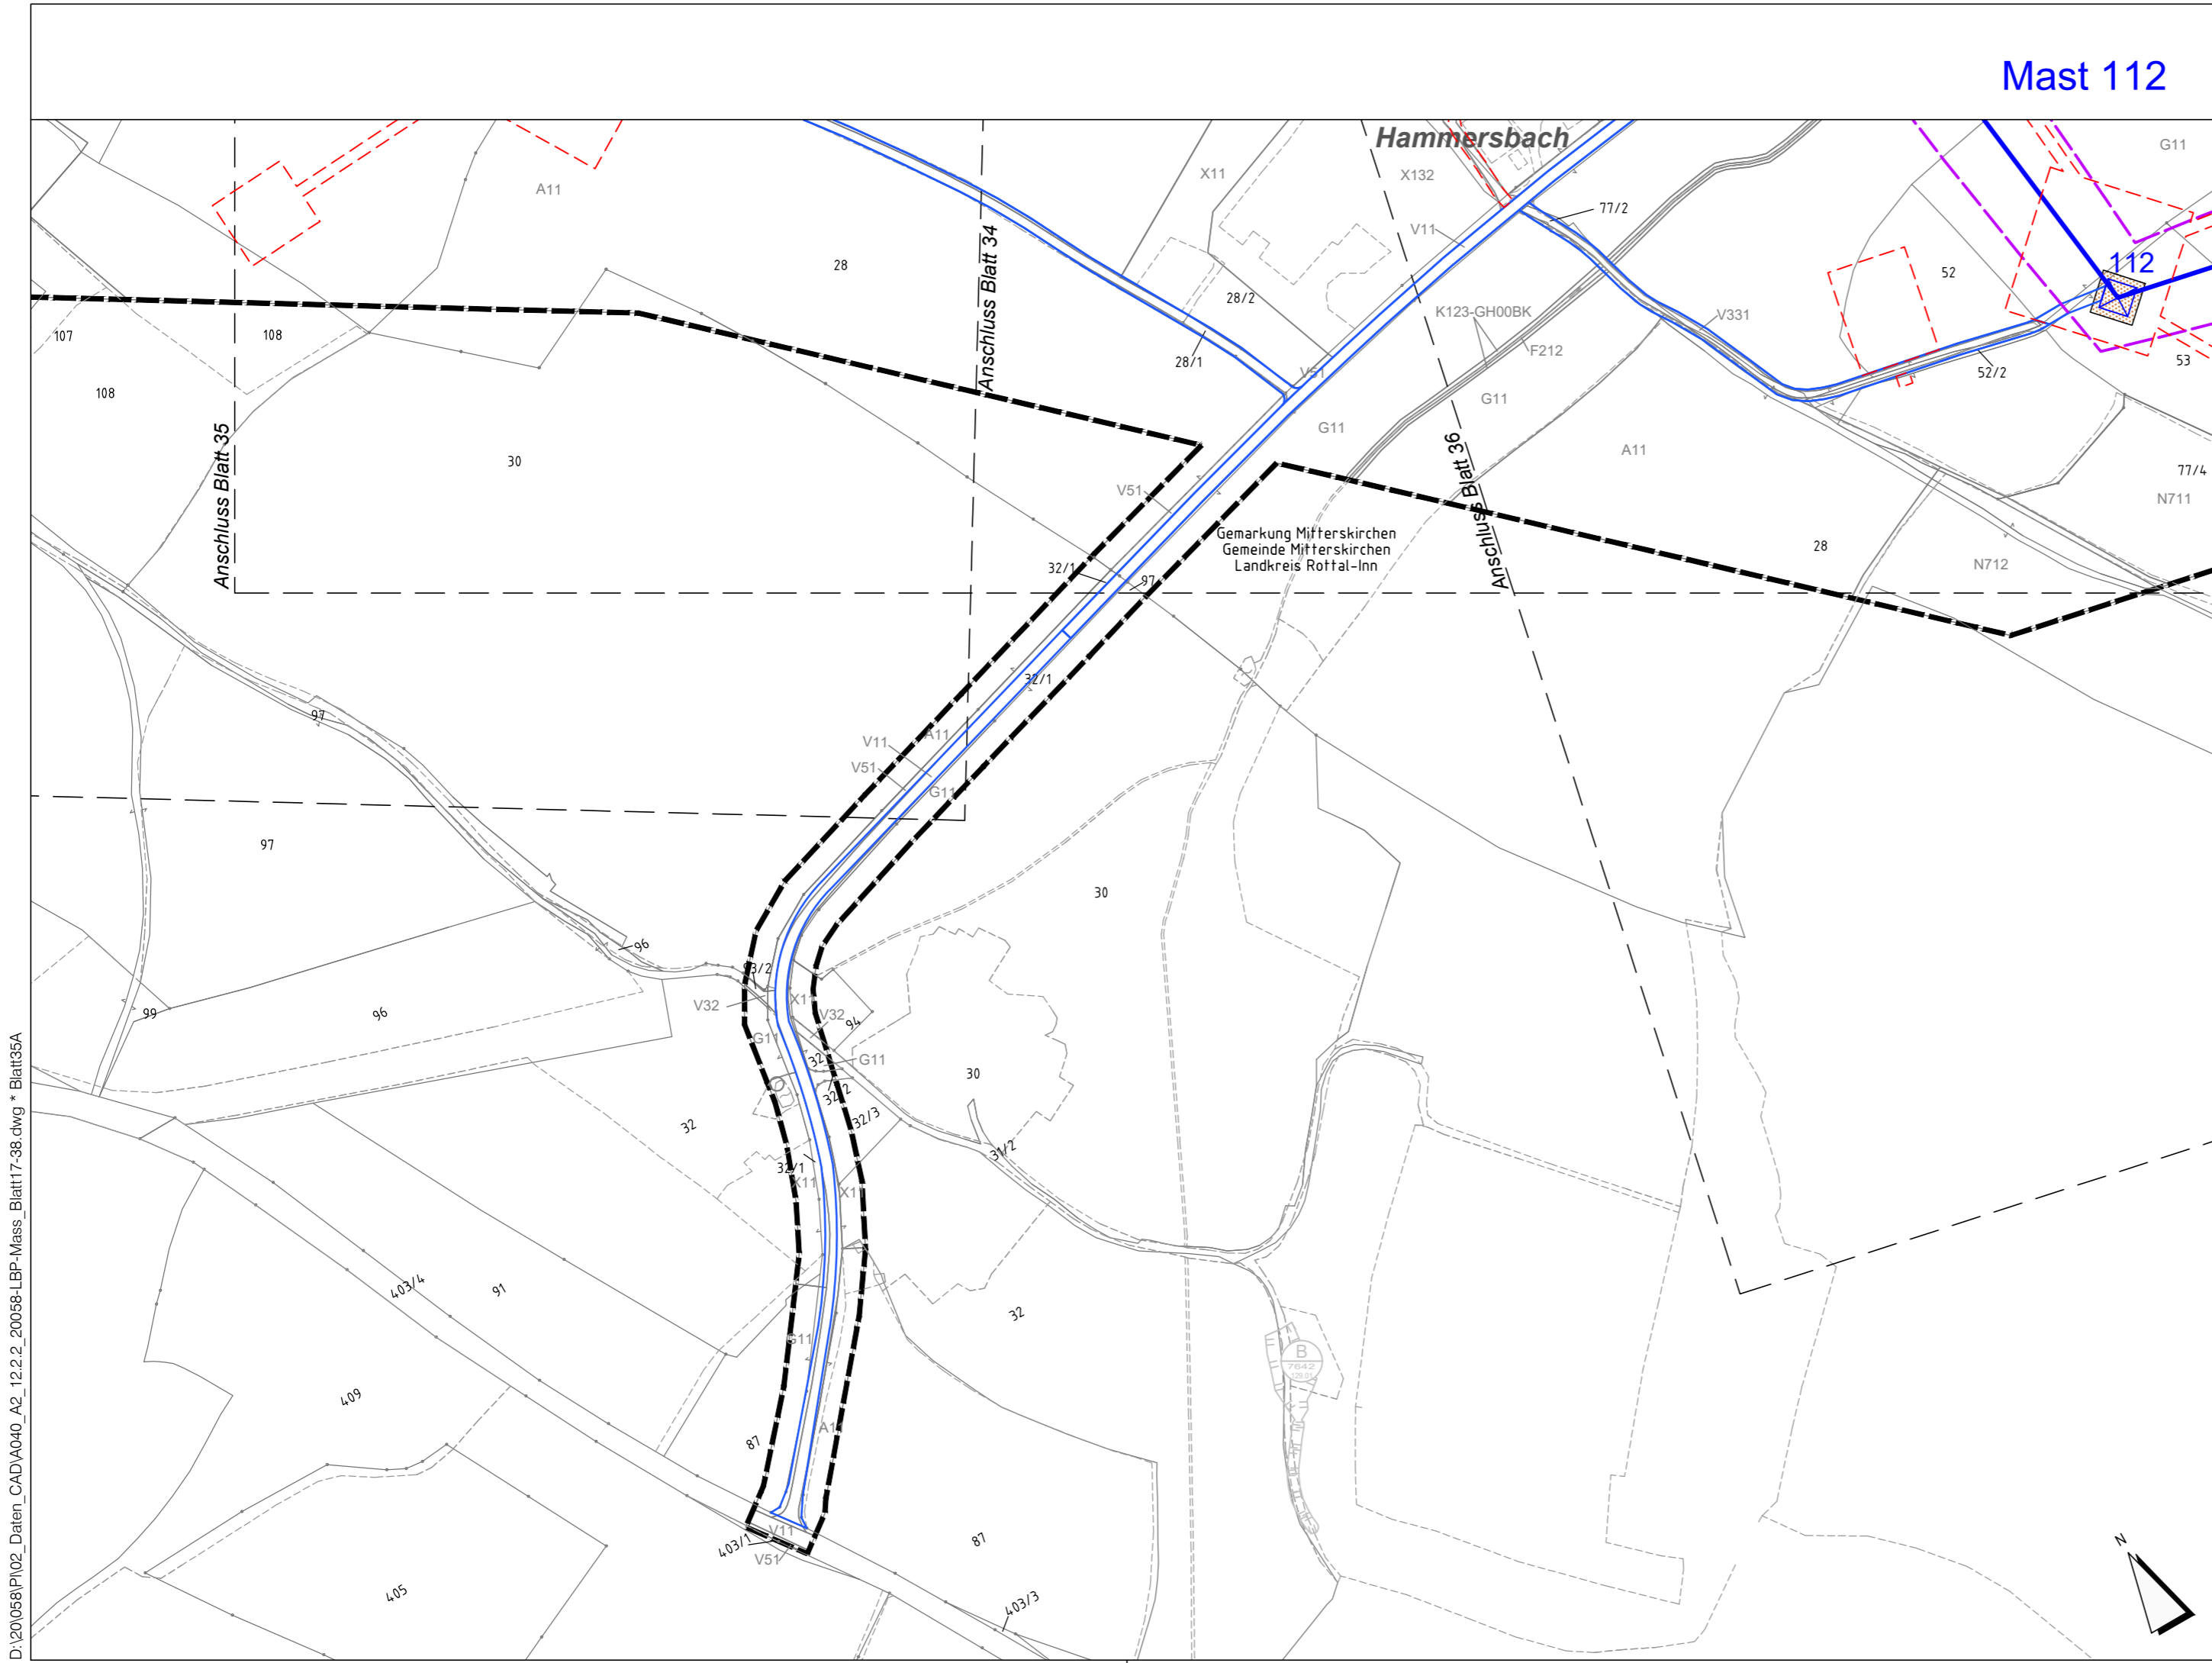 Mast 112
Hammersbach
G11
X11
X132
A11
77/2
V11
Anschluss Blatt 34
28
112
52
28/2
K123-GH00BK
V331
107
108
28/1
F212
V51
52/2
53
108
G11
G11
Anschluss Blatt 35
30
A11
Anschluss Blatt 36
77/4
V51
N711
Gemarkung Mitterskirchen
Gemeinde Mitterskirchen
Landkreis Rottal-Inn
28
32/1
97
N712
32/1
97
V11
A11
V51
G11
97
30
96
93/2
V32
X11
99
96
V32
94
G11
32
G11
30
32/2
32/3
32
31/2
32/1
X11
X11
403/4
91
32
G11
B
7642
409
87
A11
V11
403/1
V51
87
405
403/3
N
D:\20\058\PI\02_Daten_CAD\A040_A2_12.2.2.2_20058-LBP-Mass_Blatt17-38.dwg * Blatt35A